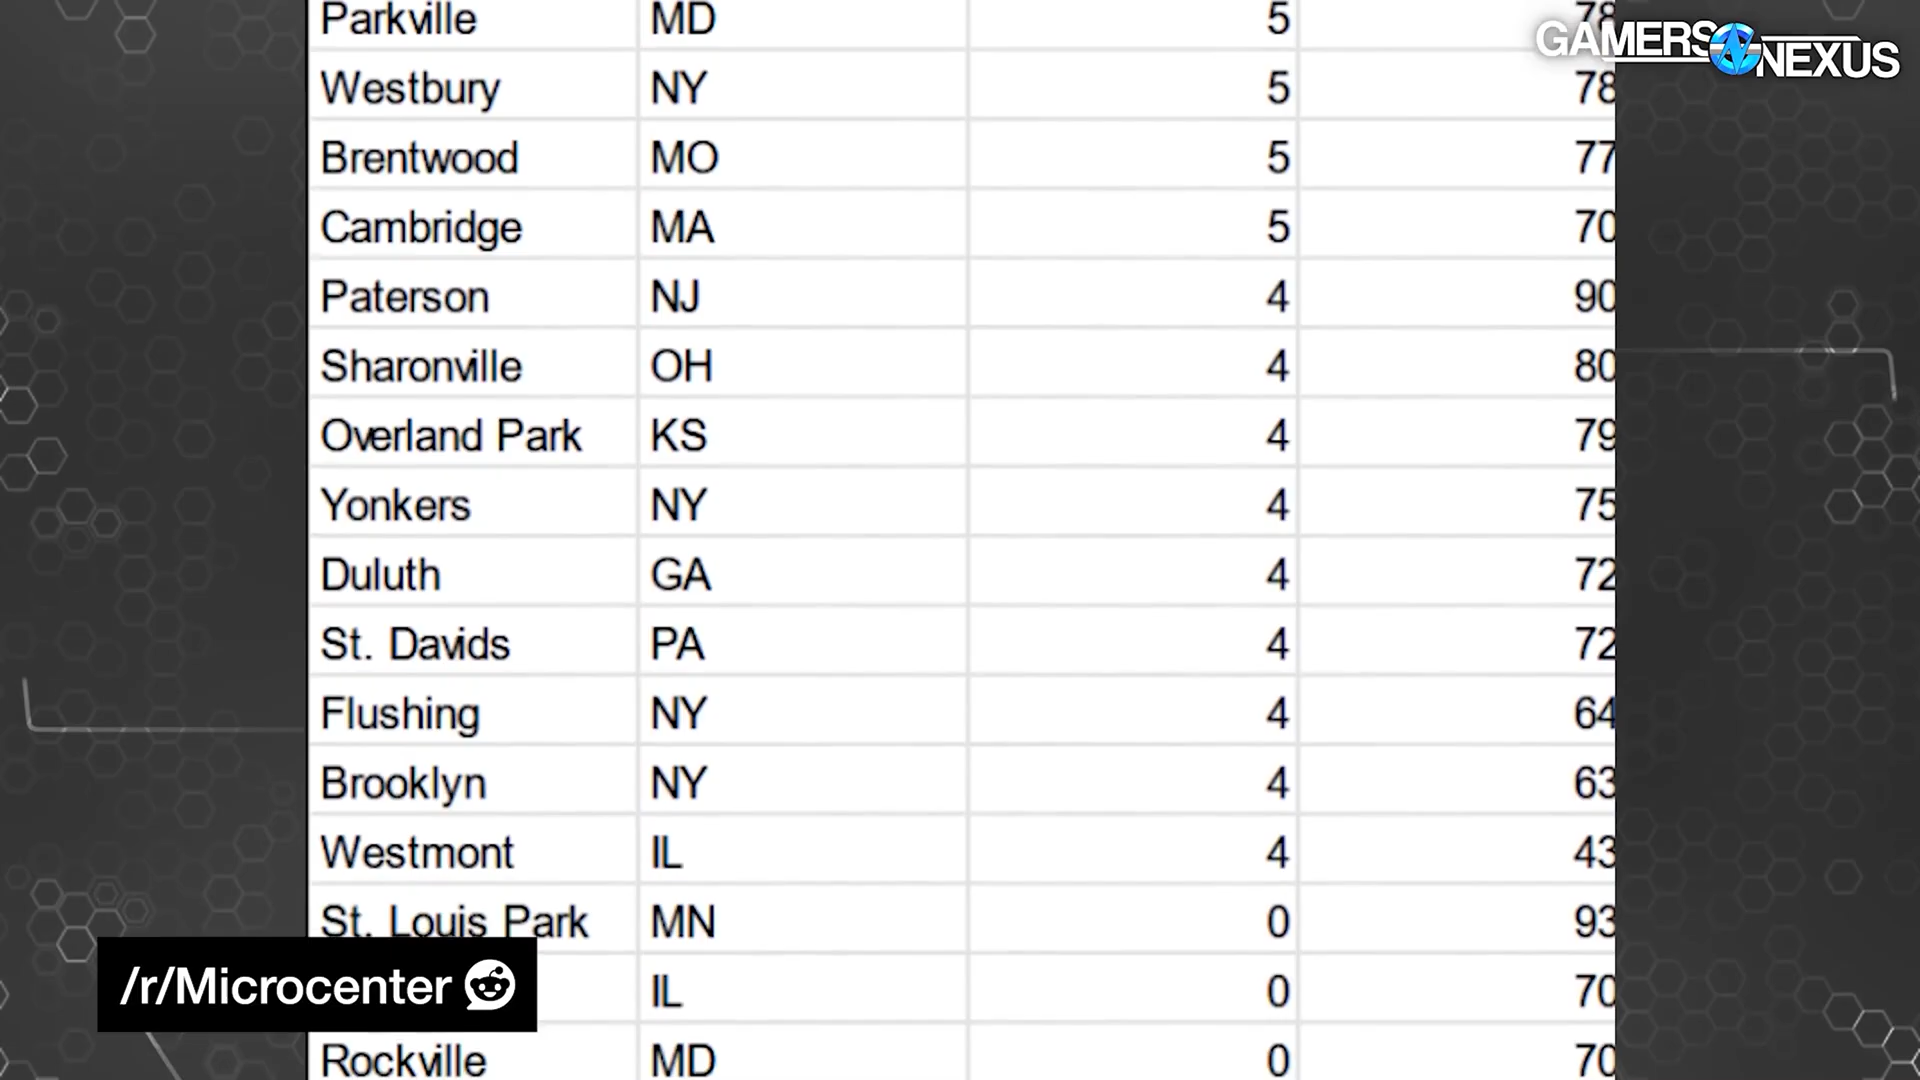 GAMERS NEXUS
Parkville MD 5 78
Westbury NY 5 78
Brentwood MO 5 77
Cambridge MA 5 70
Paterson NJ 4 90
Sharonville OH 4 80
Overland Park KS 4 79
Yonkers NY 4 75
Duluth GA 4 72
St. Davids PA 4 72
Flushing NY 4 64
Brooklyn NY 4 63
Westmont IL 4 43
St. Louis Park MN 0 93
IL 0 70
Rockville MD 0 70
/r/Microcenter